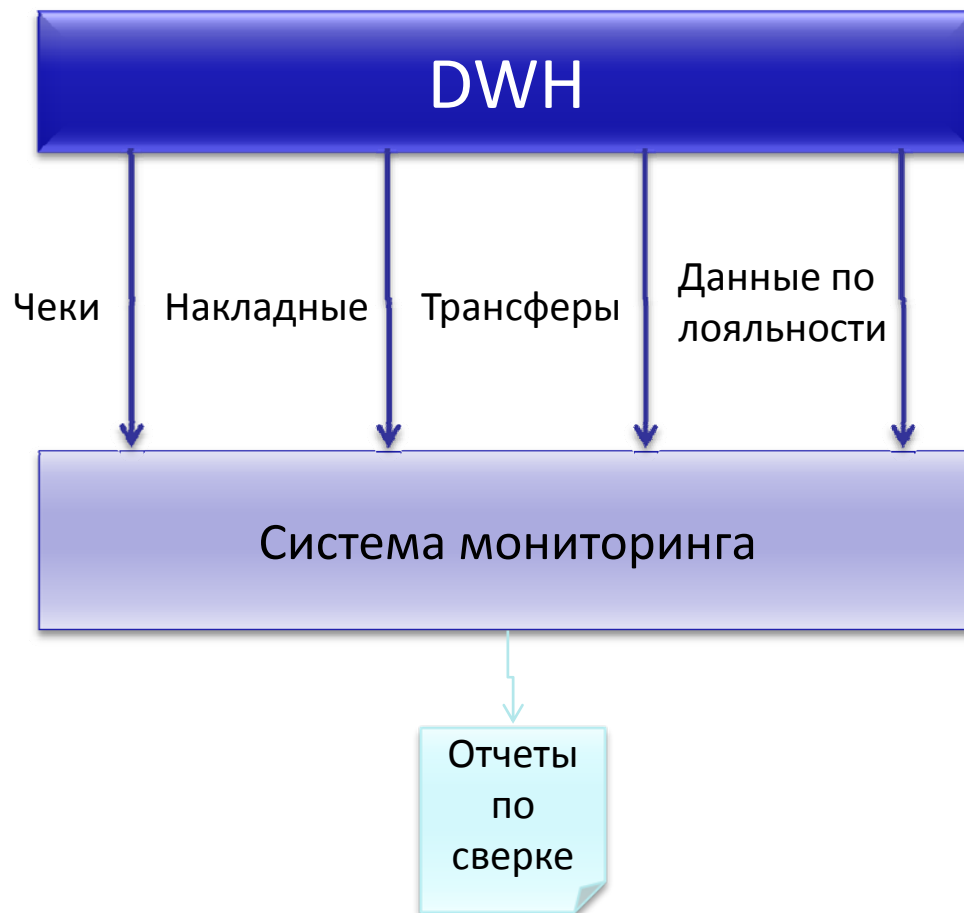 DWH
Чеки
Накладные
Трансферы
Данные по
лояльности
Система мониторинга
Отчеты
по
сверке